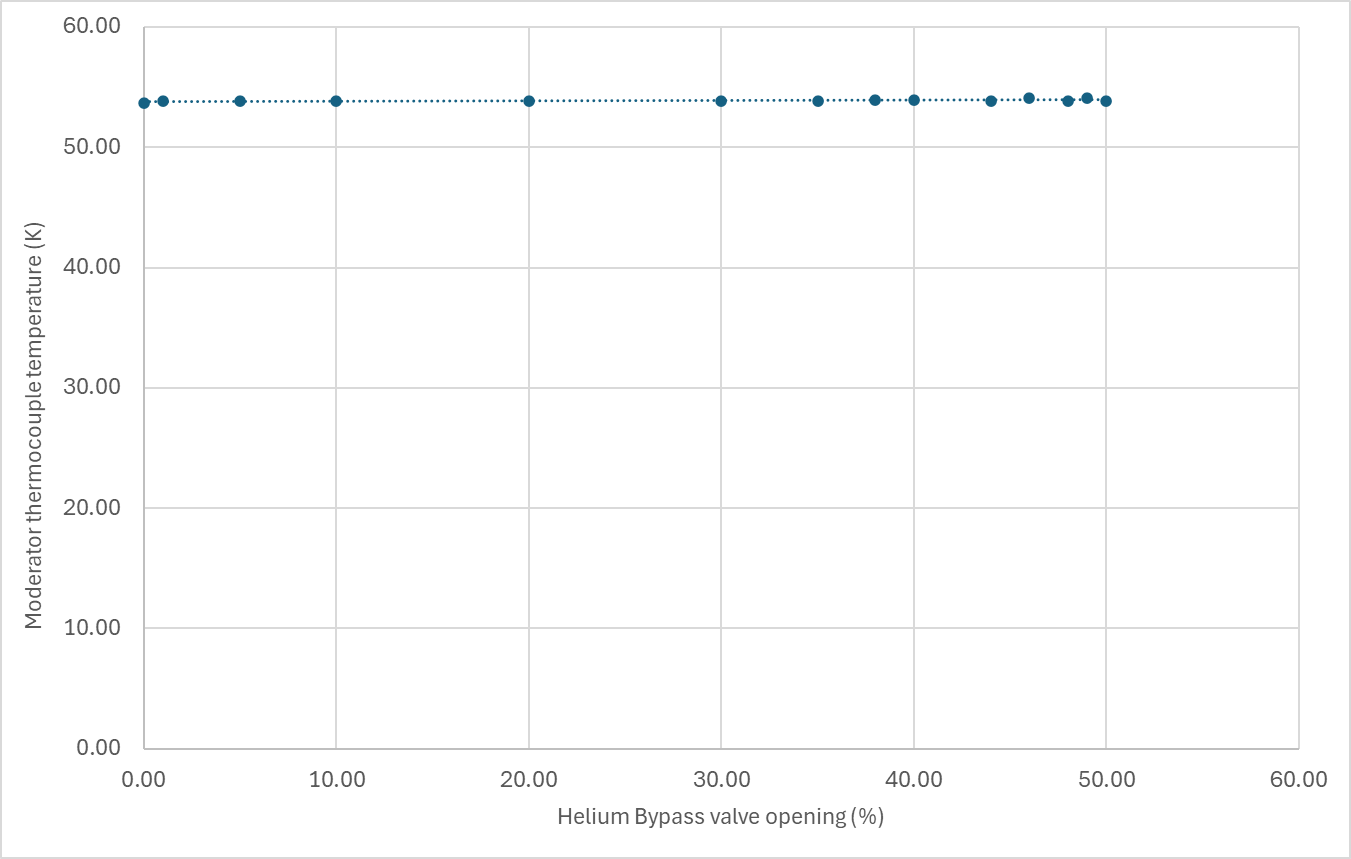 60.00
50.00
40.00
30.00
20.00
10.00
0.00
Moderator thermocouple temperature (K)
0.00 10.00 20.00 30.00 40.00 50.00 60.00
Helium Bypass valve opening (%)